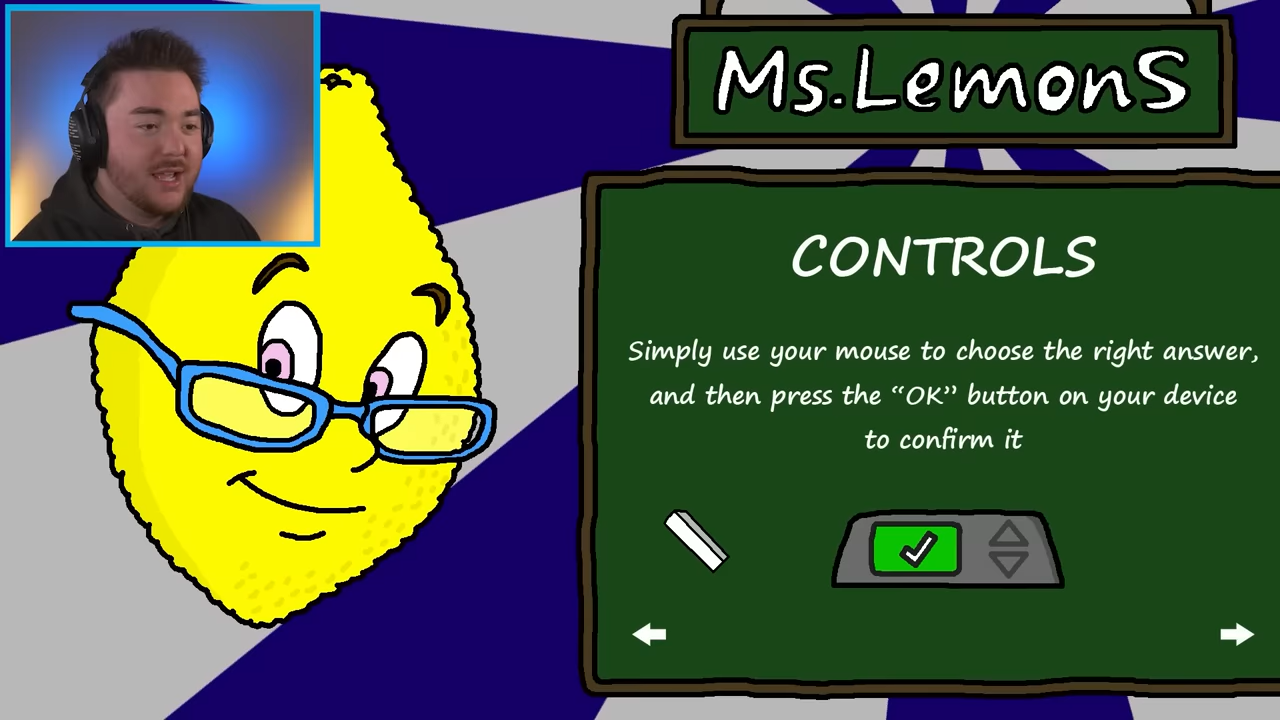 Ms.LemonS
CONTROLS
Simply use your mouse to choose the right answer,
and then press the “OK” button on your device
to confirm it